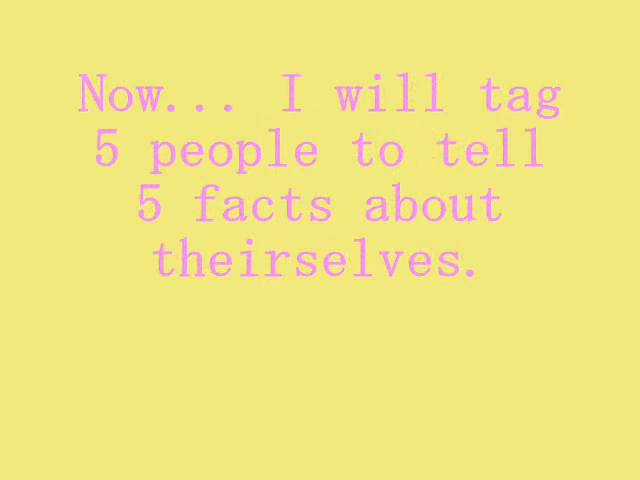 Now... I will tag
5 people to tell
5 facts about
theirselves.